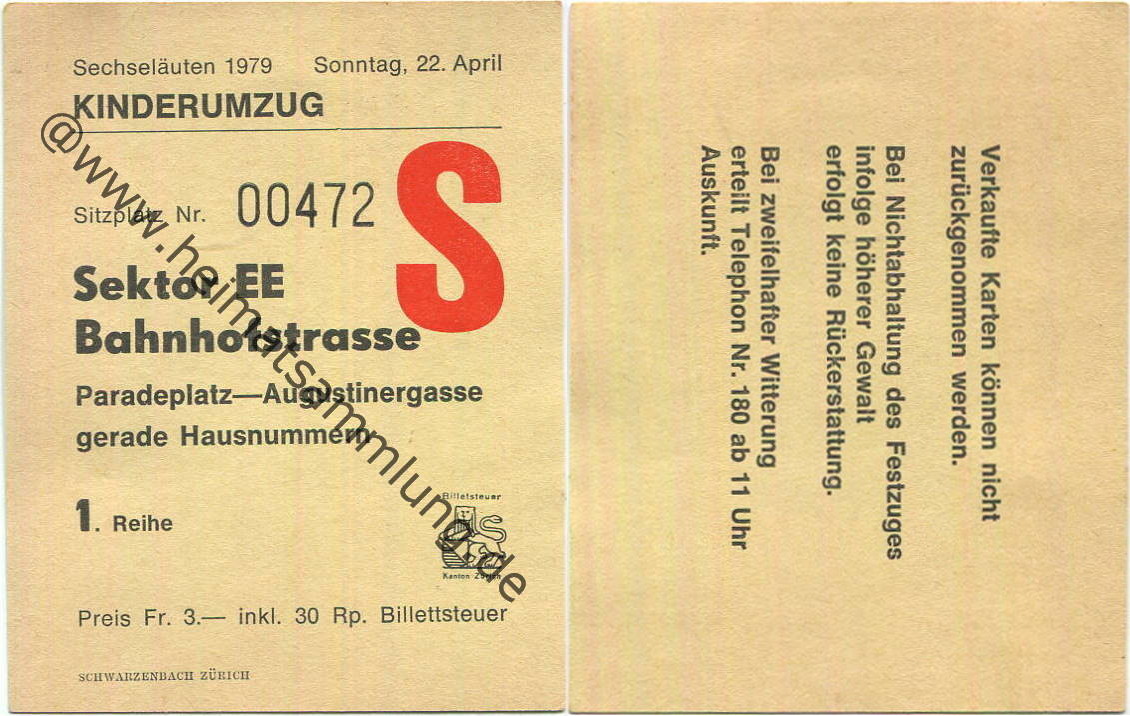 Sechseläuten 1979 Sonntag, 22. April
KINDERUMZUG
S
Sitzplatz Nr. 00472
Sektor EE
Bahnhofstrasse
Paradeplatz—Augustinergasse
gerade Hausnummern
1. Reihe
Billetsteuer
Kanton Zürich
Preis Fr. 3.— inkl. 30 Rp. Billettsteuer
SCHWARZENBACH ZÜRICH
@www.heimatsammlung.de
Verkaufte Karten können nicht
zurückgenommen werden.
Bei Nichtabhaltung des Festzuges
infolge höherer Gewalt
erfolgt keine Rückerstattung.
Bei zweifelhafter Witterung
erteilt Telephon Nr. 180 ab 11 Uhr
Auskunft.